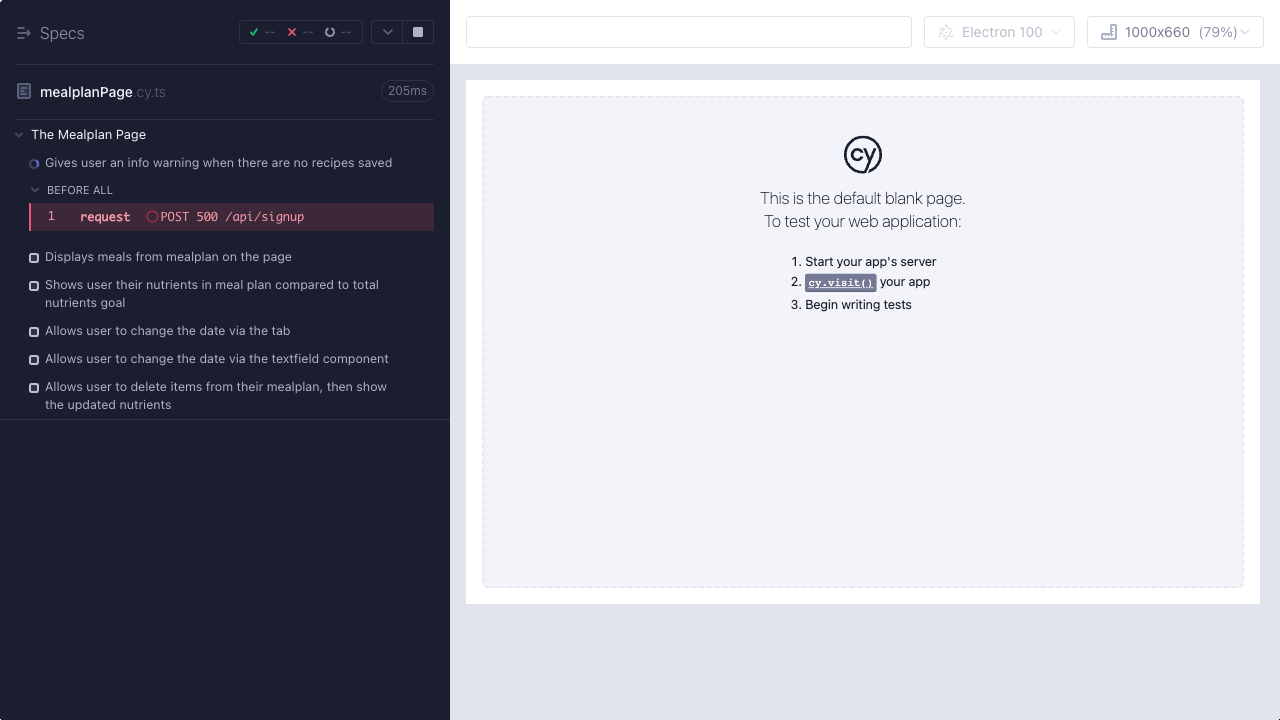 Specs
-- -- --
mealplanPage.cy.ts
205ms
The Mealplan Page
Gives user an info warning when there are no recipes saved
BEFORE ALL
1 request POST 500 /api/signup
Displays meals from mealplan on the page
Shows user their nutrients in meal plan compared to total
nutrients goal
Allows user to change the date via the tab
Allows user to change the date via the textfield component
Allows user to delete items from their mealplan, then show
the updated nutrients
Electron 100
1000x660 (79%)
cy
This is the default blank page.
To test your web application:
1. Start your app's server
2. cy.visit() your app
3. Begin writing tests